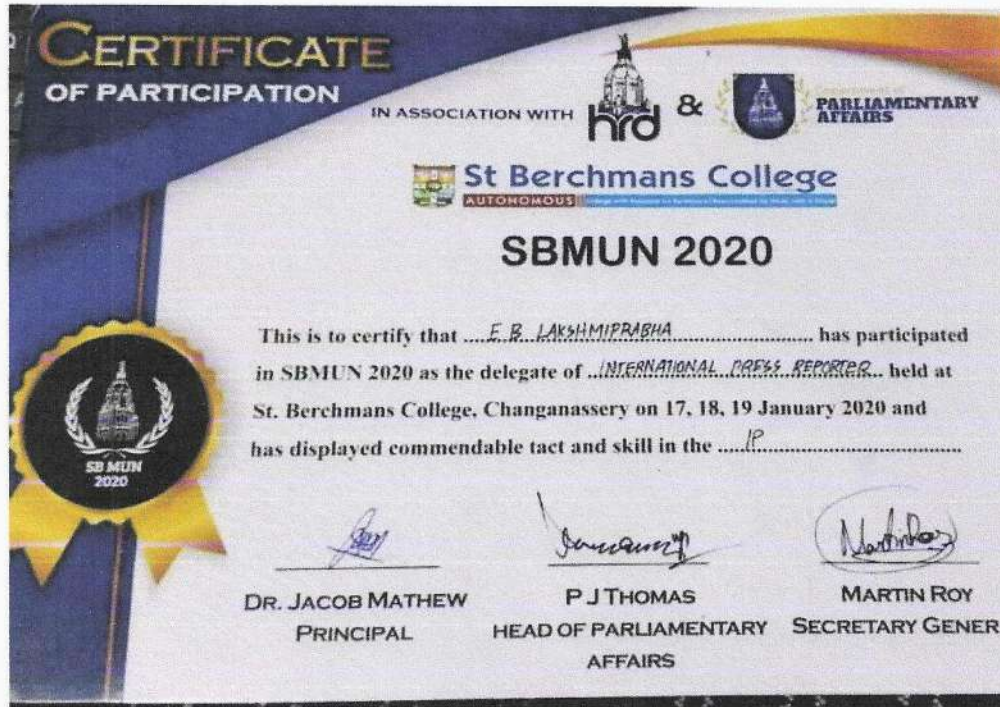 CERTIFICATE
OF PARTICIPATION
IN ASSOCIATION WITH hrd & Department of PARLIAMENTARY AFFAIRS
St Berchmans College
AUTONOMOUS
SBMUN 2020
This is to certify that .....E B LAKSHMIPRABHA.............................. has participated
in SBMUN 2020 as the delegate of ..INTERNATIONAL PRESS REPORTER.. held at
St. Berchmans College, Changanassery on 17, 18, 19 January 2020 and
has displayed commendable tact and skill in the .....IP........................................
SB MUN
2020
DR. JACOB MATHEW
PRINCIPAL
P J THOMAS
HEAD OF PARLIAMENTARY
AFFAIRS
MARTIN ROY
SECRETARY GENER